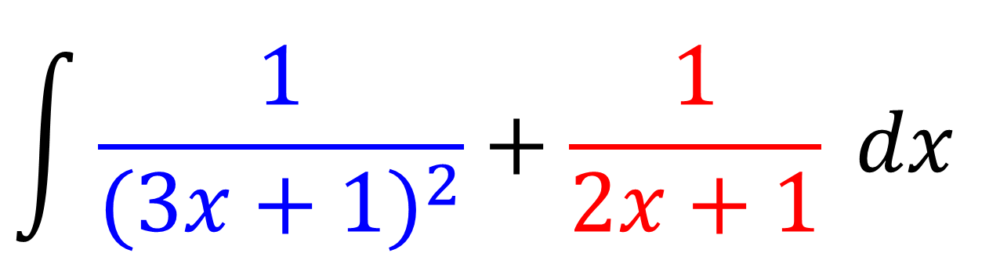 ∫ 1/(3x + 1)² + 1/(2x + 1) dx